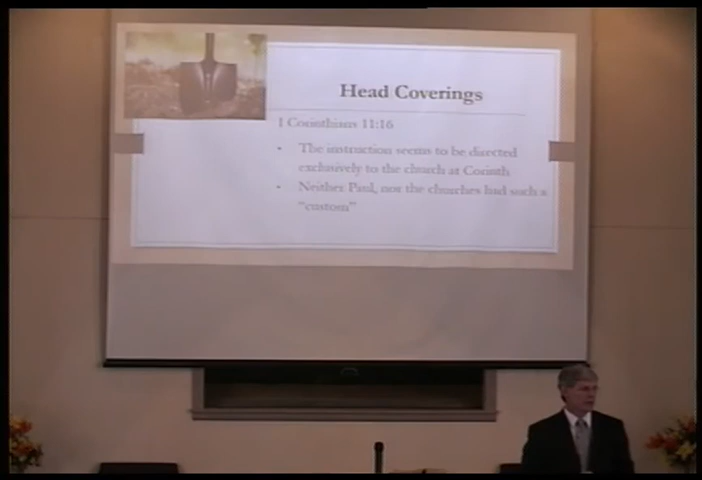 Head Coverings
I Corinthians 11:16
• The instruction seems to be directed
exclusively to the church at Corinth
• Neither Paul, nor the churches had such a
"custom"